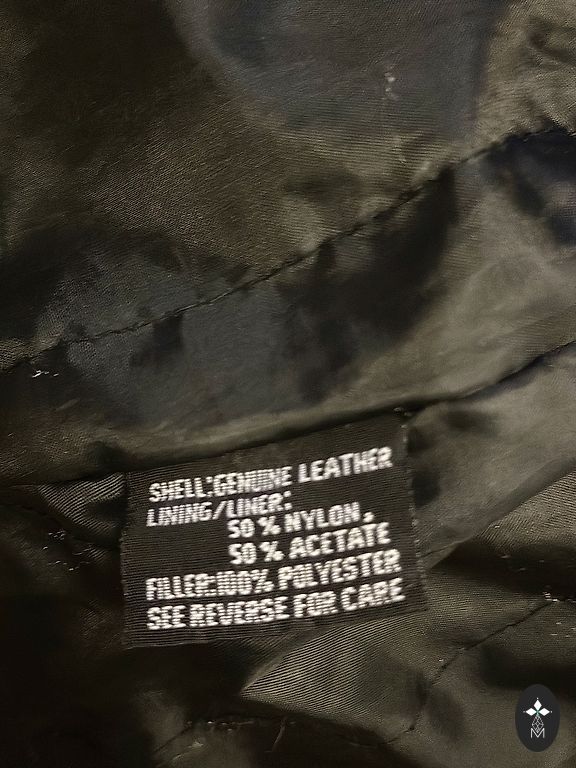 SHELL:GENUINE LEATHER
LINING/LINER:
50% NYLON,
50% ACETATE
FILLER:100% POLYESTER
SEE REVERSE FOR CARE
M